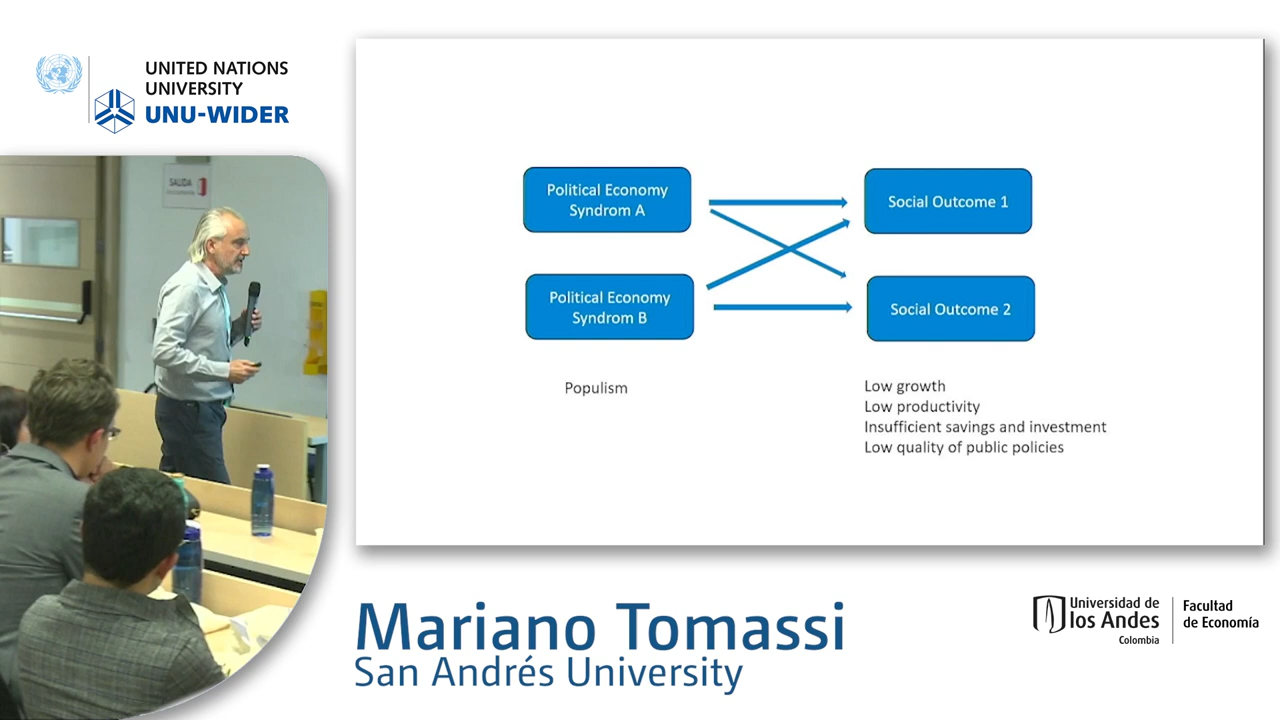 UNITED NATIONS
UNIVERSITY
UNU-WIDER
SALIDA
Political Economy
Syndrom A
Social Outcome 1
Political Economy
Syndrom B
Social Outcome 2
Populism
Low growth
Low productivity
Insufficient savings and investment
Low quality of public policies
Mariano Tomassi
San Andrés University
Universidad de
los Andes
Colombia
Facultad
de Economía